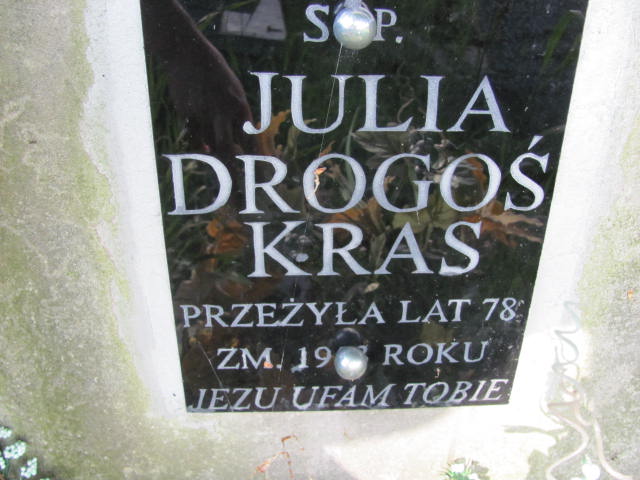 Ś.P.
JULIA
DROGOŚ
KRAS
PRZEŻYŁA LAT 78
ZM. ROKU
JEZU UFAM TOBIE